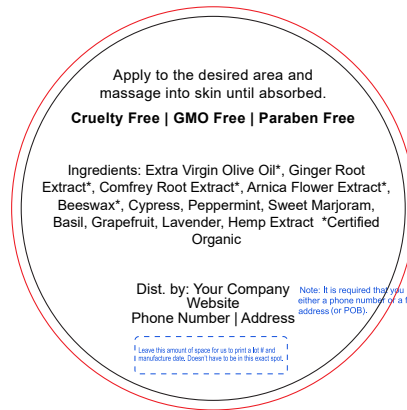 Apply to the desired area and
massage into skin until absorbed.
Cruelty Free | GMO Free | Paraben Free
Ingredients: Extra Virgin Olive Oil*, Ginger Root
Extract*, Comfrey Root Extract*, Arnica Flower Extract*,
Beeswax*, Cypress, Peppermint, Sweet Marjoram,
Basil, Grapefruit, Lavender, Hemp Extract *Certified
Organic
Dist. by: Your Company
Website
Phone Number | Address
Note: It is required that you
either a phone number or a f
address (or POB).
Leave this amount of space for us to print a lot # and
manufacture date. Doesn't have to be in this exact spot.